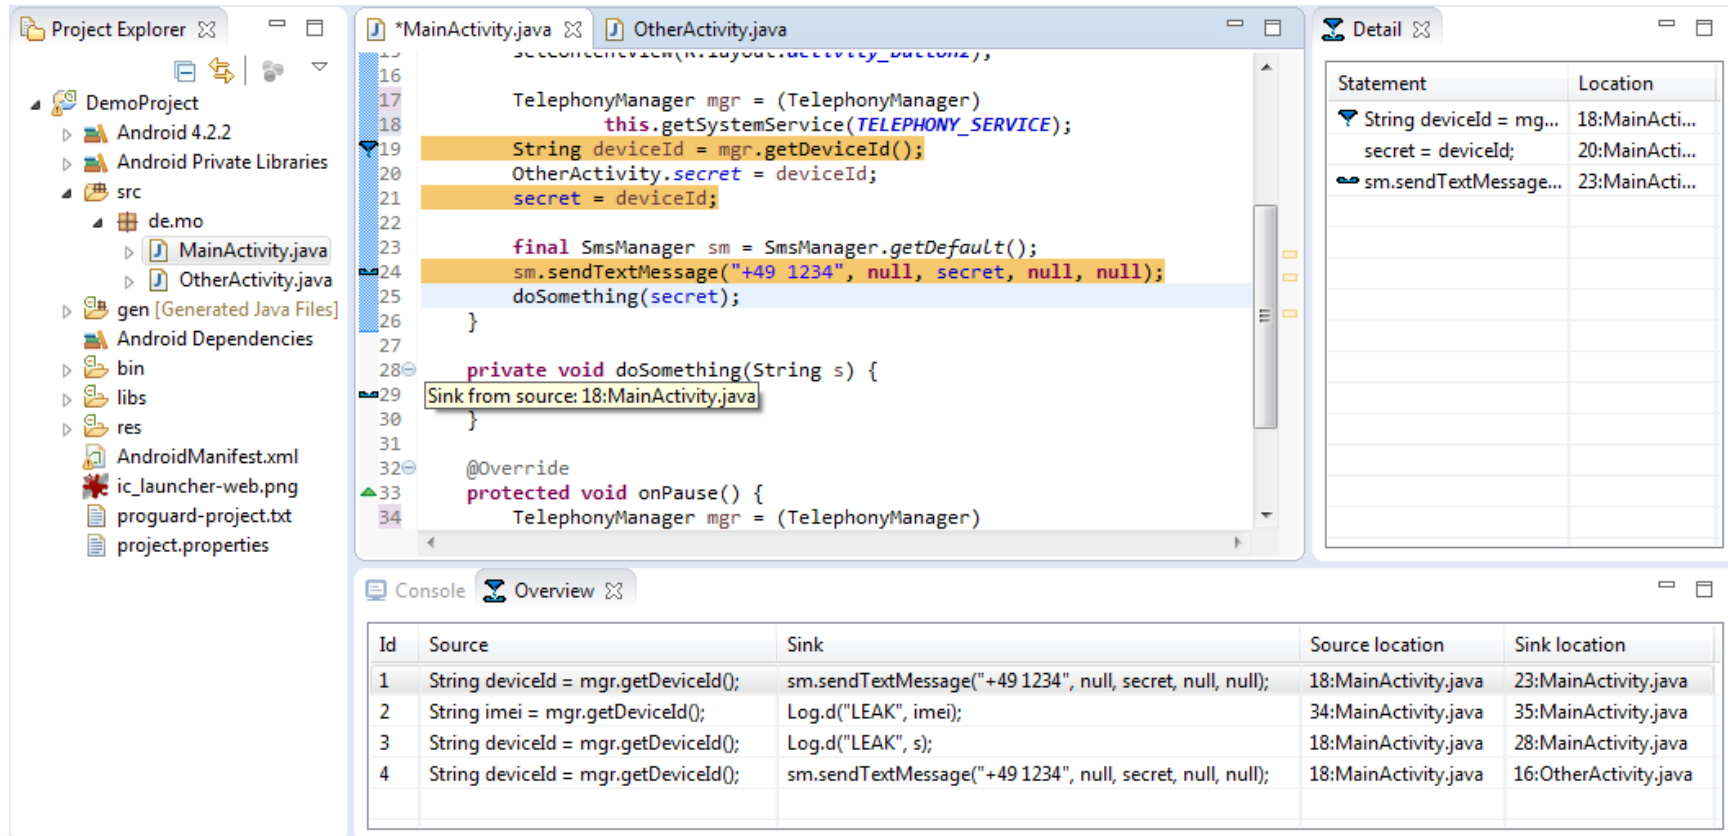 Project Explorer
DemoProject
Android 4.2.2
Android Private Libraries
src
de.mo
MainActivity.java
OtherActivity.java
gen [Generated Java Files]
Android Dependencies
bin
libs
res
AndroidManifest.xml
ic_launcher-web.png
proguard-project.txt
project.properties
*MainActivity.java OtherActivity.java
15 setContentView(R.layout.activity_button2);
16
17 TelephonyManager mgr = (TelephonyManager)
18 this.getSystemService(TELEPHONY_SERVICE);
19 String deviceId = mgr.getDeviceId();
20 OtherActivity.secret = deviceId;
21 secret = deviceId;
22
23 final SmsManager sm = SmsManager.getDefault();
24 sm.sendTextMessage("+49 1234", null, secret, null, null);
25 doSomething(secret);
26 }
27
28 private void doSomething(String s) {
29 Sink from source: 18:MainActivity.java
30 }
31
32 @Override
33 protected void onPause() {
34 TelephonyManager mgr = (TelephonyManager)
Detail
Statement Location
String deviceId = mg... 18:MainActi...
secret = deviceId; 20:MainActi...
sm.sendTextMessage... 23:MainActi...
Console Overview
Id Source Sink Source location Sink location
1 String deviceId = mgr.getDeviceId(); sm.sendTextMessage("+49 1234", null, secret, null, null); 18:MainActivity.java 23:MainActivity.java
2 String imei = mgr.getDeviceId(); Log.d("LEAK", imei); 34:MainActivity.java 35:MainActivity.java
3 String deviceId = mgr.getDeviceId(); Log.d("LEAK", s); 18:MainActivity.java 28:MainActivity.java
4 String deviceId = mgr.getDeviceId(); sm.sendTextMessage("+49 1234", null, secret, null, null); 18:MainActivity.java 16:OtherActivity.java